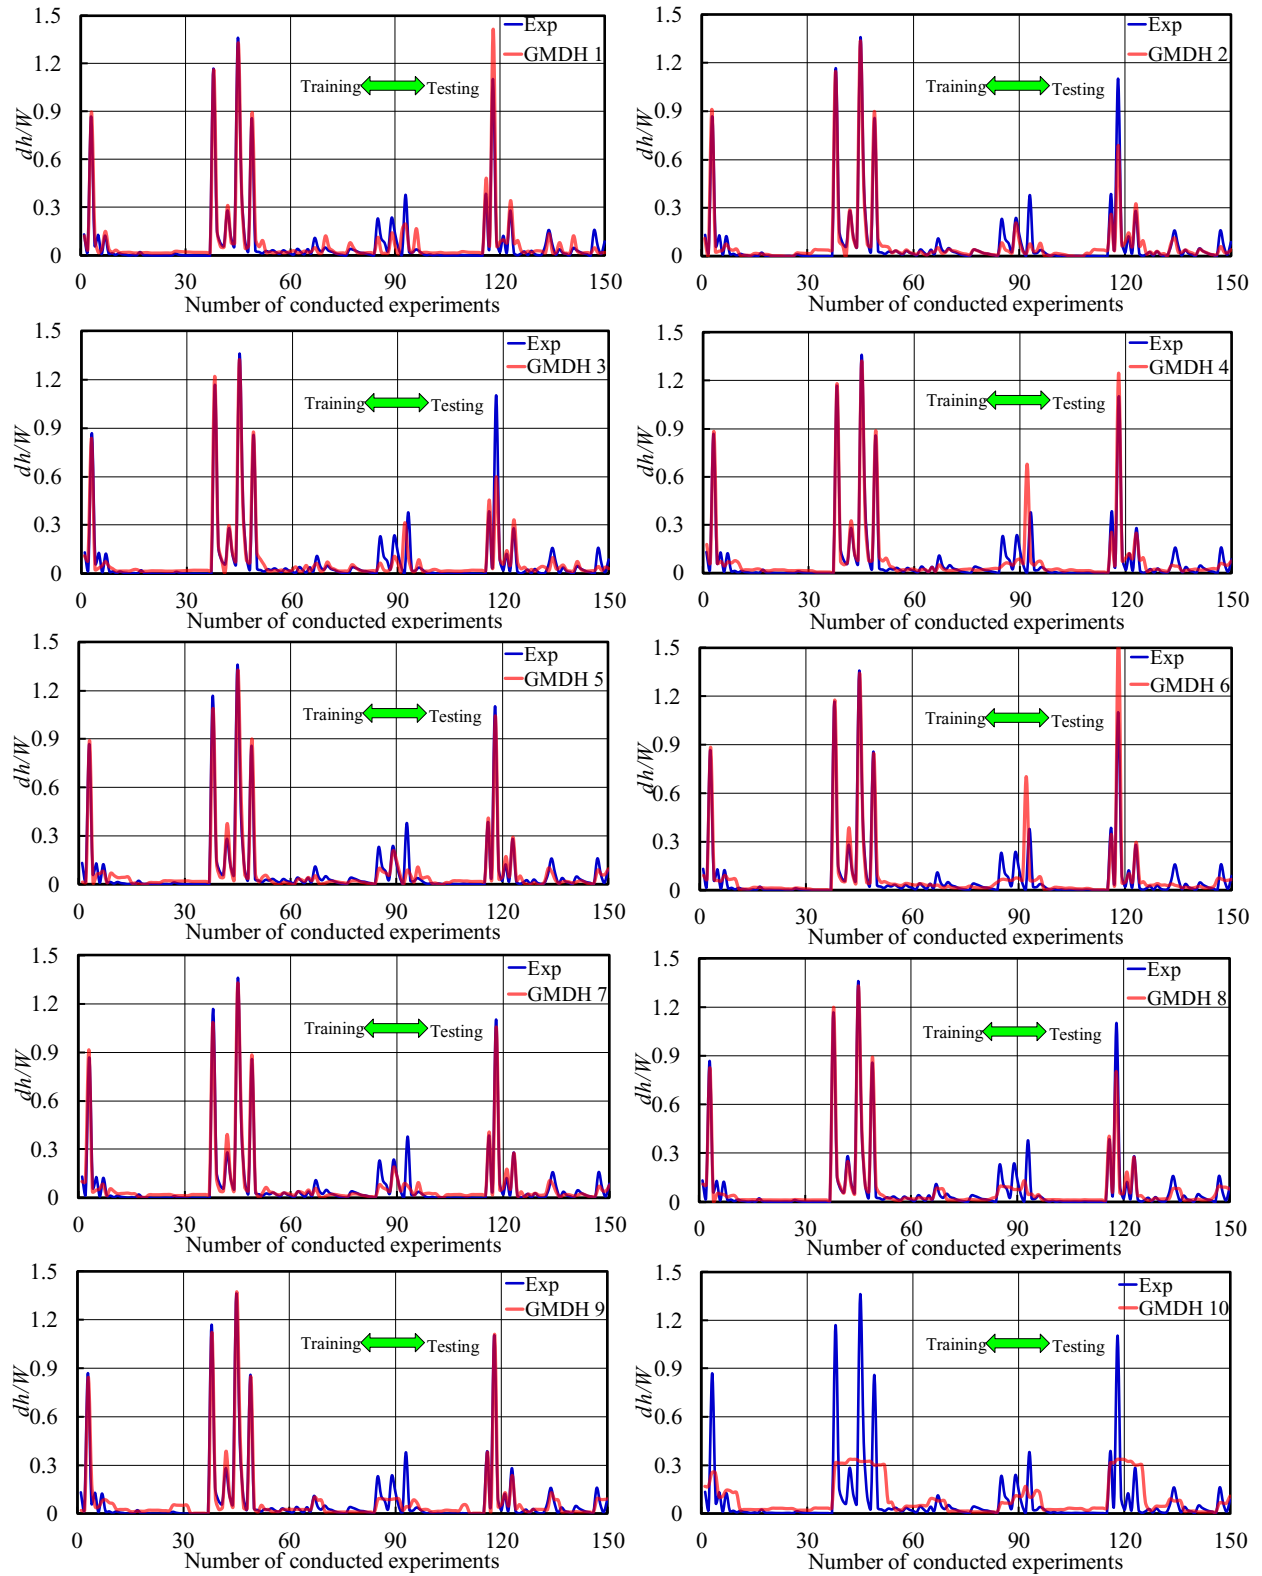 1.5
1.2
0.9
0.6
0.3
0
dh/W
Exp
GMDH 1
Training
Testing
0 30 60 90 120 150
Number of conducted experiments
1.5
1.2
0.9
0.6
0.3
0
dh/W
Exp
GMDH 2
Training
Testing
0 30 60 90 120 150
Number of conducted experiments
1.5
1.2
0.9
0.6
0.3
0
dh/W
Exp
GMDH 3
Training
Testing
0 30 60 90 120 150
Number of conducted experiments
1.5
1.2
0.9
0.6
0.3
0
dh/W
Exp
GMDH 4
Training
Testing
0 30 60 90 120 150
Number of conducted experiments
1.5
1.2
0.9
0.6
0.3
0
dh/W
Exp
GMDH 5
Training
Testing
0 30 60 90 120 150
Number of conducted experiments
1.5
1.2
0.9
0.6
0.3
0
dh/W
Exp
GMDH 6
Training
Testing
0 30 60 90 120 150
Number of conducted experiments
1.5
1.2
0.9
0.6
0.3
0
dh/W
Exp
GMDH 7
Training
Testing
0 30 60 90 120 150
Number of conducted experiments
1.5
1.2
0.9
0.6
0.3
0
dh/W
Exp
GMDH 8
Training
Testing
0 30 60 90 120 150
Number of conducted experiments
1.5
1.2
0.9
0.6
0.3
0
dh/W
Exp
GMDH 9
Training
Testing
0 30 60 90 120 150
Number of conducted experiments
1.5
1.2
0.9
0.6
0.3
0
dh/W
Exp
GMDH 10
Training
Testing
0 30 60 90 120 150
Number of conducted experiments